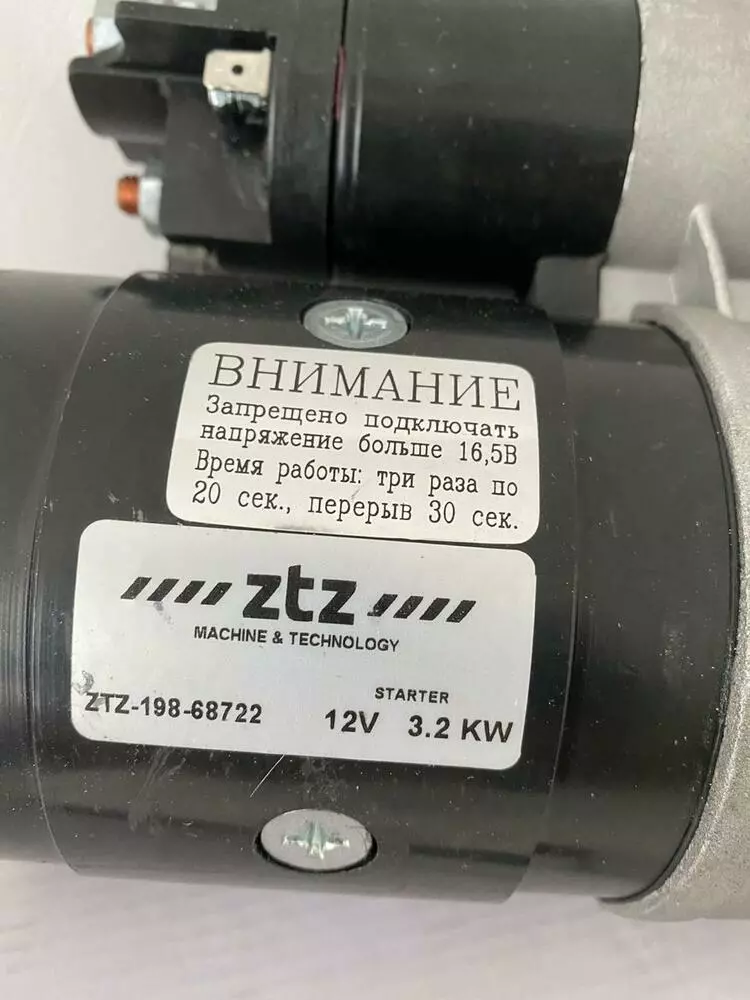 ВНИМАНИЕ
Запрещено подключать
напряжение больше 16,5В
Время работы: три раза по
20 сек., перерыв 30 сек.
ztz
MACHINE & TECHNOLOGY
STARTER
ZTZ-198-68722 12V 3.2 KW